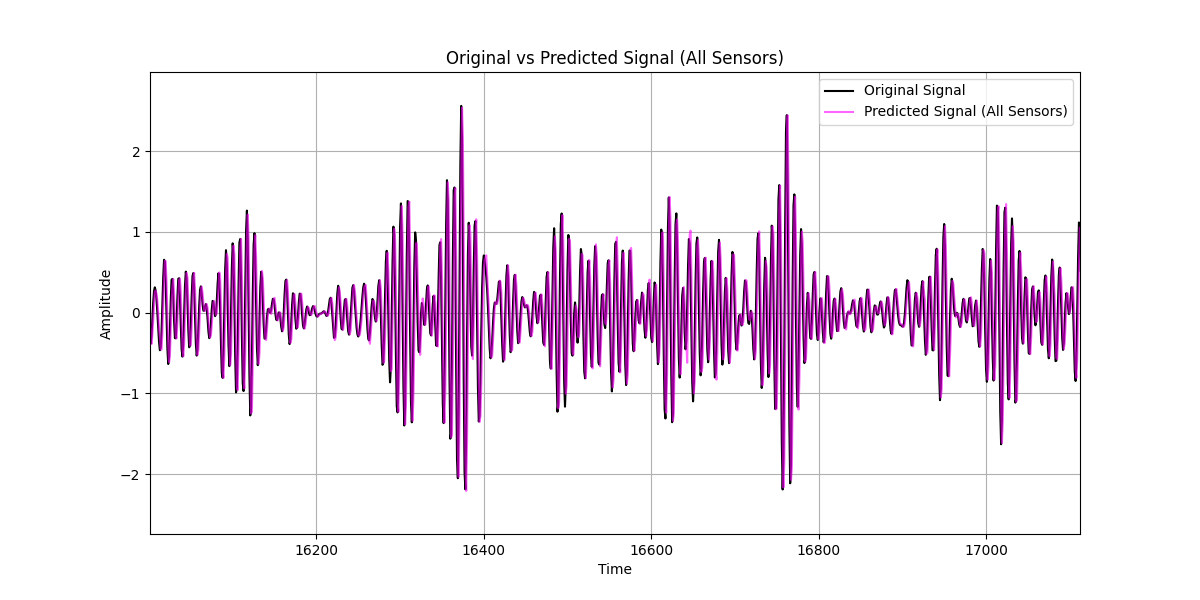 Original vs Predicted Signal (All Sensors)
Original Signal
Predicted Signal (All Sensors)
2
1
0
−1
−2
Amplitude
16200 16400 16600 16800 17000
Time